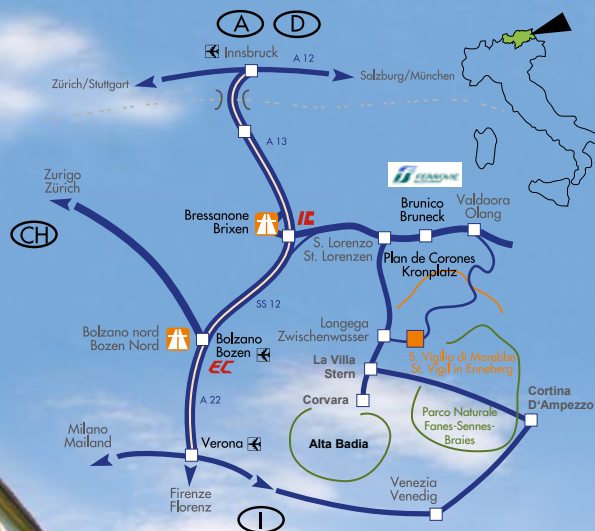 A
D
Innsbruck
A 12
Zürich/Stuttgart
Salzburg/München
A 13
Zurigo
Zürich
CH
FERROVIE
Bressanone
Brixen
IC
Brunico
Bruneck
Valdaora
Olang
S. Lorenzo
St. Lorenzen
Plan de Corones
Kronplatz
SS 12
Bolzano nord
Bozen Nord
Bolzano
Bozen
EC
Longega
Zwischenwasser
S. Vigilio di Marebbe
St. Vigil in Enneberg
La Villa
Stern
Corvara
A 22
Cortina
D'Ampezzo
Parco Naturale
Fanes-Sennes-
Braies
Alta Badia
Milano
Mailand
Verona
Firenze
Florenz
Venezia
Venedig
I